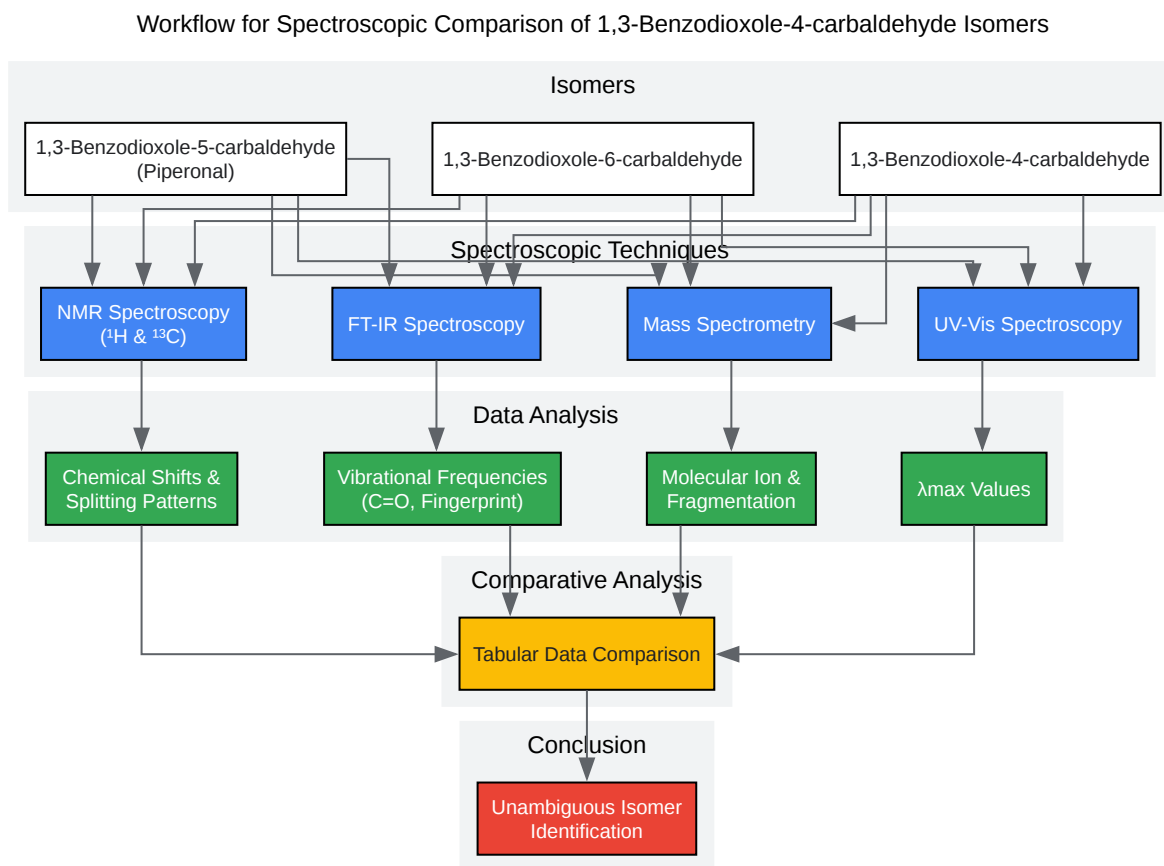 Workflow for Spectroscopic Comparison of 1,3-Benzodioxole-4-carbaldehyde Isomers
Isomers
1,3-Benzodioxole-5-carbaldehyde
(Piperonal)
1,3-Benzodioxole-6-carbaldehyde
1,3-Benzodioxole-4-carbaldehyde
Spectroscopic Techniques
NMR Spectroscopy
(¹H & ¹³C)
FT-IR Spectroscopy
Mass Spectrometry
UV-Vis Spectroscopy
Data Analysis
Chemical Shifts &
Splitting Patterns
Vibrational Frequencies
(C=O, Fingerprint)
Molecular Ion &
Fragmentation
λmax Values
Comparative Analysis
Tabular Data Comparison
Conclusion
Unambiguous Isomer
Identification